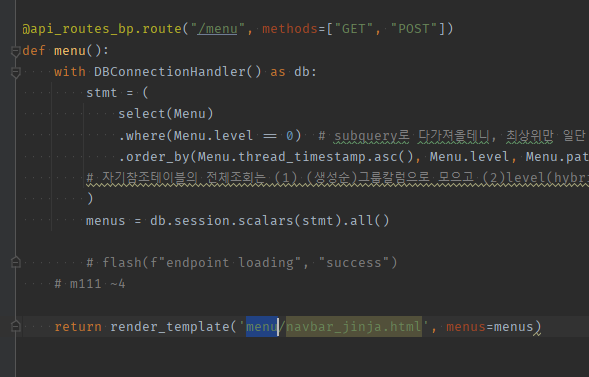 @api_routes_bp.route("/menu", methods=["GET", "POST"])
def menu():
with DBConnectionHandler() as db:
stmt = (
select(Menu)
.where(Menu.level == 0) # subquery로 다가져올테니, 최상위만 일단
.order_by(Menu.thread_timestamp.asc(), Menu.level, Menu.pat
# 자기참조테이블의 전체조회는 (1) (생성순)그룹칼럼으로 모으고 (2)level(hybri
)
menus = db.session.scalars(stmt).all()
# flash(f"endpoint loading", "success")
# m111 ~4
return render_template('menu/navbar_jinja.html', menus=menus)